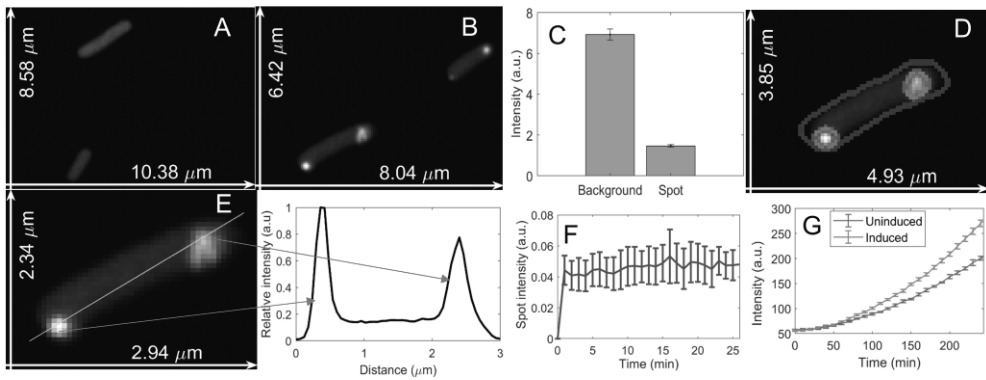 A
8.58 μm
10.38 μm
B
6.42 μm
8.04 μm
C
Intensity (a.u.)
8
6
4
2
0
Background Spot
D
3.85 μm
4.93 μm
E
2.34 μm
2.94 μm
Relative intensity (a.u)
1
0.8
0.6
0.4
0.2
0
0 1 2 3
Distance (μm)
F
Spot intensity (a.u.)
0.08
0.06
0.04
0.02
0
0 5 10 15 20 25
Time (min)
G
Uninduced
Induced
Intensity (a.u.)
300
250
200
150
100
50
0 50 100 150 200
Time (min)